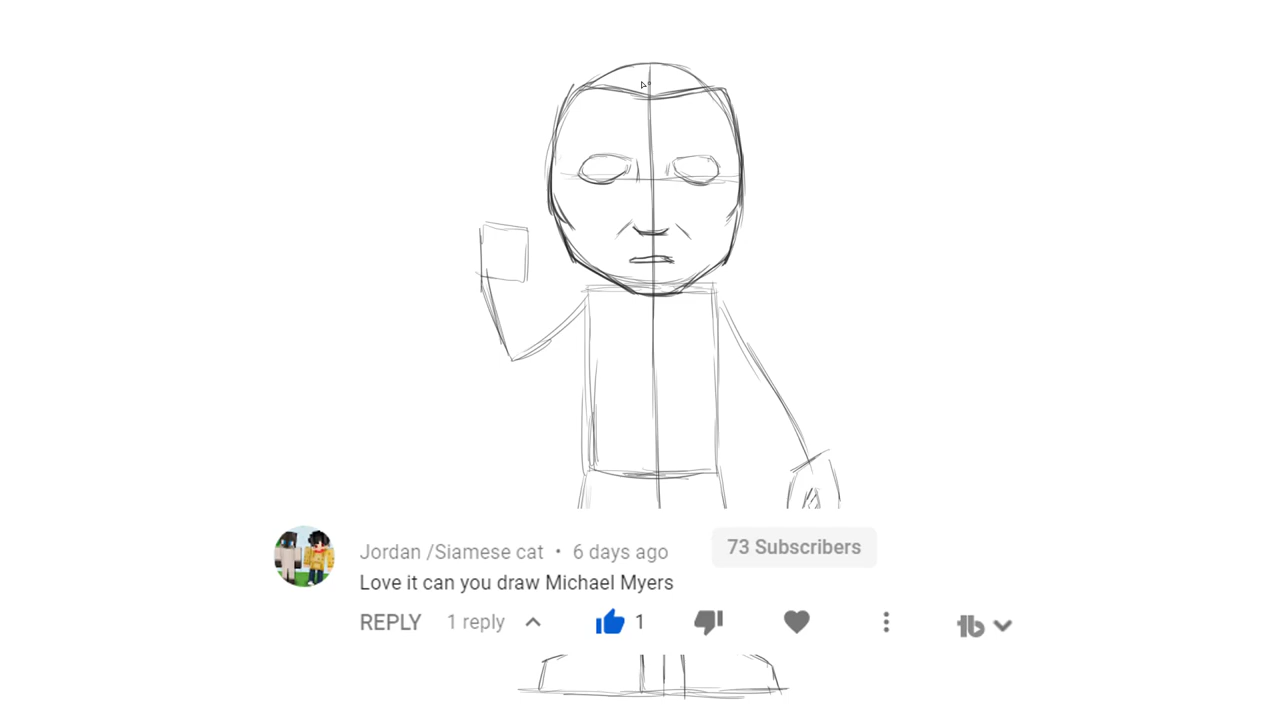 Jordan /Siamese cat • 6 days ago 73 Subscribers
Love it can you draw Michael Myers
REPLY 1 reply 1